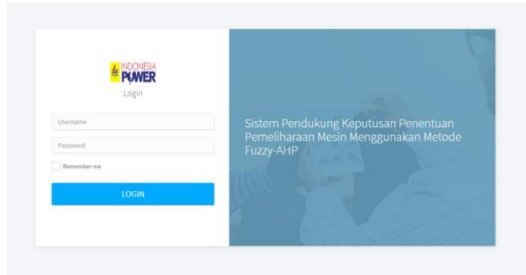 INDONESIA
POWER
Login
Username
Password
Remember me
LOGIN
Sistem Pendukung Keputusan Penentuan
Pemeliharaan Mesin Menggunakan Metode
Fuzzy-AHP